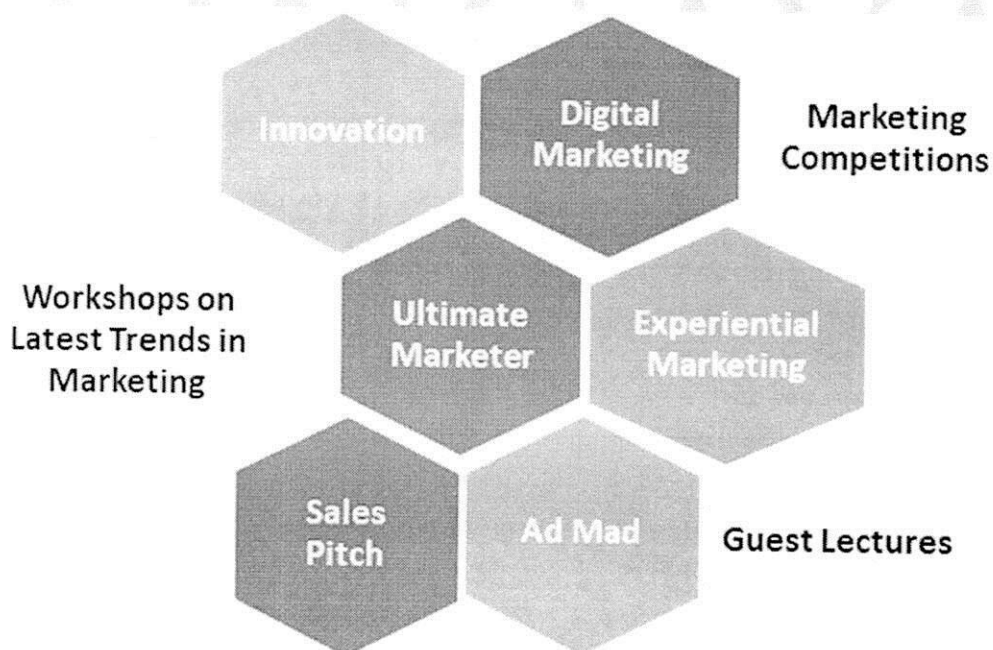 Innovation
Digital
Marketing
Marketing
Competitions
Workshops on
Latest Trends in
Marketing
Ultimate
Marketer
Experiential
Marketing
Sales
Pitch
Ad Mad
Guest Lectures